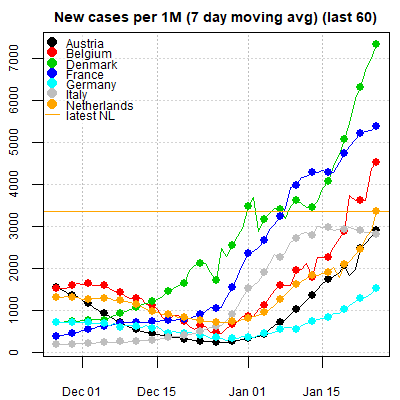 New cases per 1M (7 day moving avg) (last 60)
Austria
Belgium
Denmark
France
Germany
Italy
Netherlands
latest NL
7000
6000
5000
4000
3000
2000
1000
0
Dec 01 Dec 15 Jan 01 Jan 15